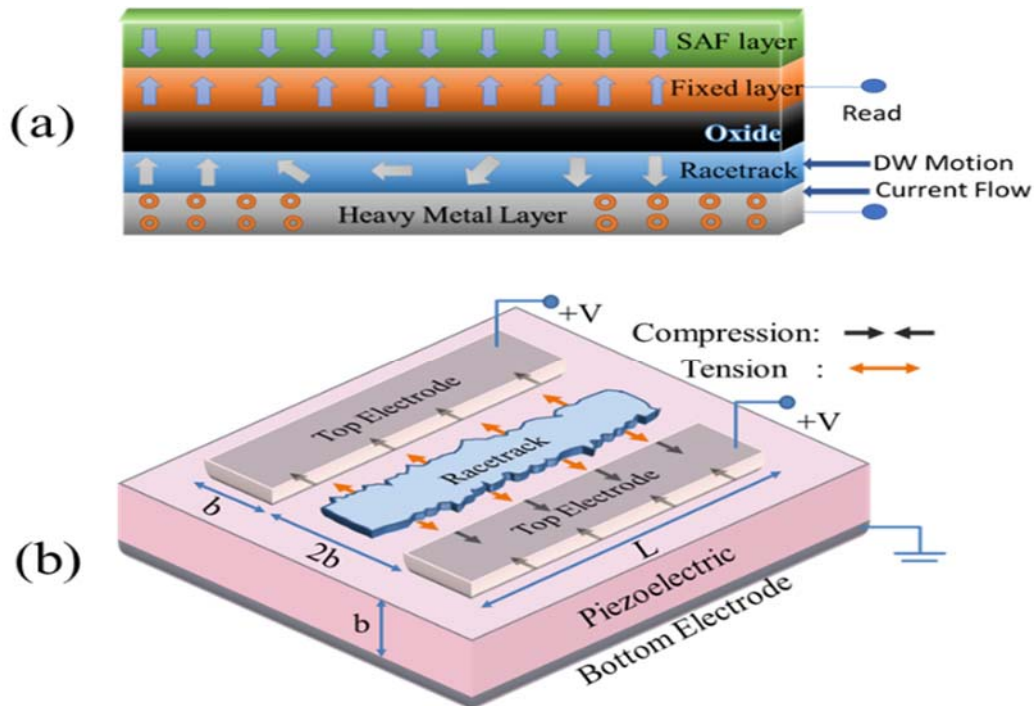 (a)
SAF layer
Fixed layer
Read
Oxide
Racetrack
DW Motion
Current Flow
Heavy Metal Layer
(b)
+V
Compression:
Tension :
+V
Top Electrode
Racetrack
Top Electrode
b
2b
L
b
Piezoelectric
Bottom Electrode